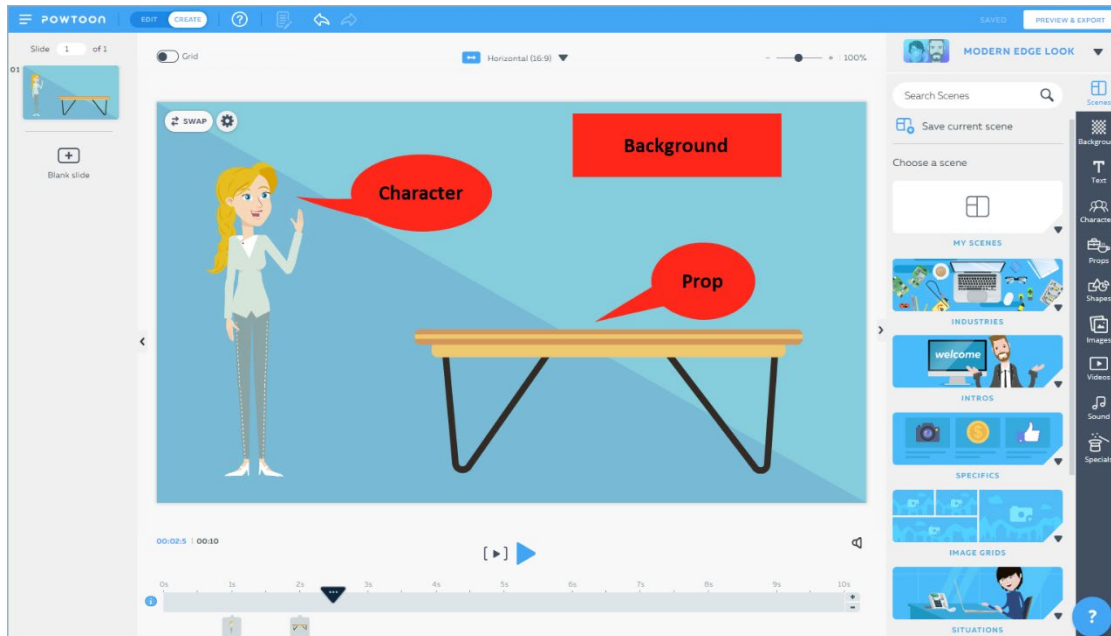 POWTOON
EDIT
CREATE
?
SAVED
PREVIEW & EXPORT
Slide 1 of 1
01
Blank slide
Grid
Horizontal (16:9)
- + 100%
SWAP
Character
Background
Prop
00:02:5 | 00:10
0s 1s 2s 3s 4s 5s 6s 7s 8s 9s 10s
MODERN EDGE LOOK
Search Scenes
Save current scene
Choose a scene
MY SCENES
INDUSTRIES
welcome
INTROS
SPECIFICS
IMAGE GRIDS
SITUATIONS
Scenes
Backgrou
Text
Character
Props
Shapes
Images
Videos
Sound
Specials
?